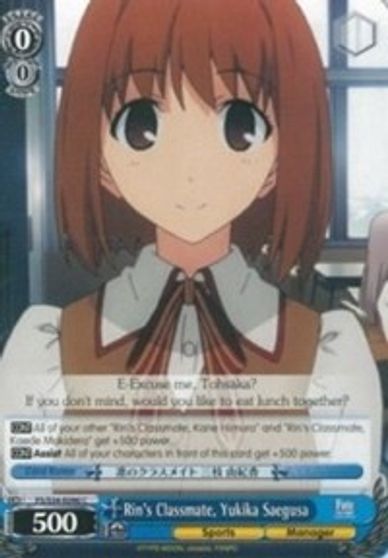 0
0
E-Excuse me, Tohsaka?
If you don't mind, would you like to eat lunch together?
CONT All of your other "Rin's Classmate, Kane Himuro" and "Rin's Classmate,
Kaede Makidera" get +500 power.
CONT Assist All of your characters in front of this card get +500 power.
凛のクラスメイト 三枝 由紀香
500
Rin's Classmate, Yukika Saegusa
Fate
Sports
Manager